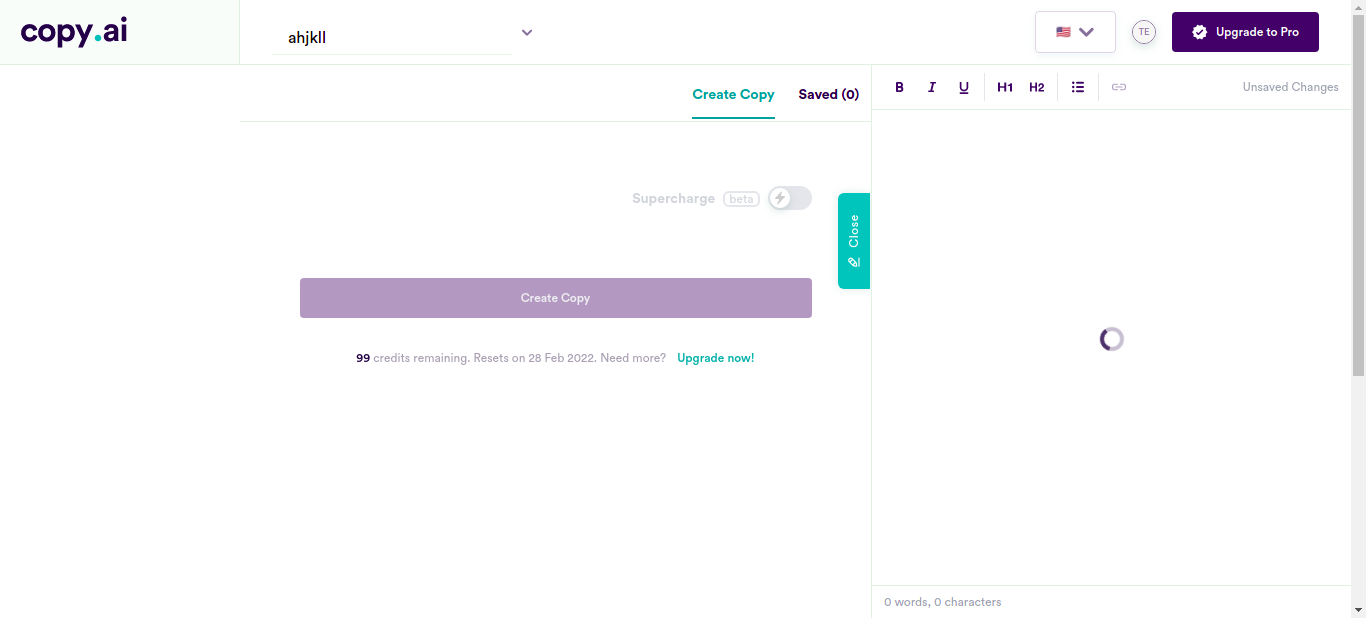 copy.ai
ahjkll
TE
Upgrade to Pro
Create Copy
Saved (0)
B I U H1 H2
Unsaved Changes
Supercharge beta
Close
Create Copy
99 credits remaining. Resets on 28 Feb 2022. Need more? Upgrade now!
0 words, 0 characters